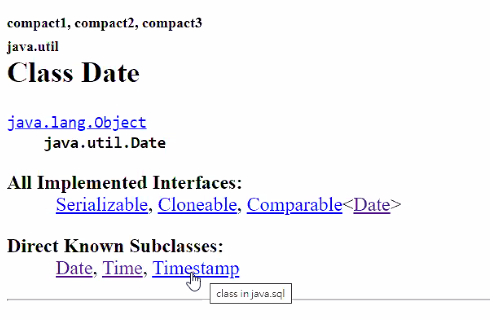 compact1, compact2, compact3
java.util
Class Date
java.lang.Object
java.util.Date
All Implemented Interfaces:
Serializable, Cloneable, Comparable<Date>
Direct Known Subclasses:
Date, Time, Timestamp
class in java.sql